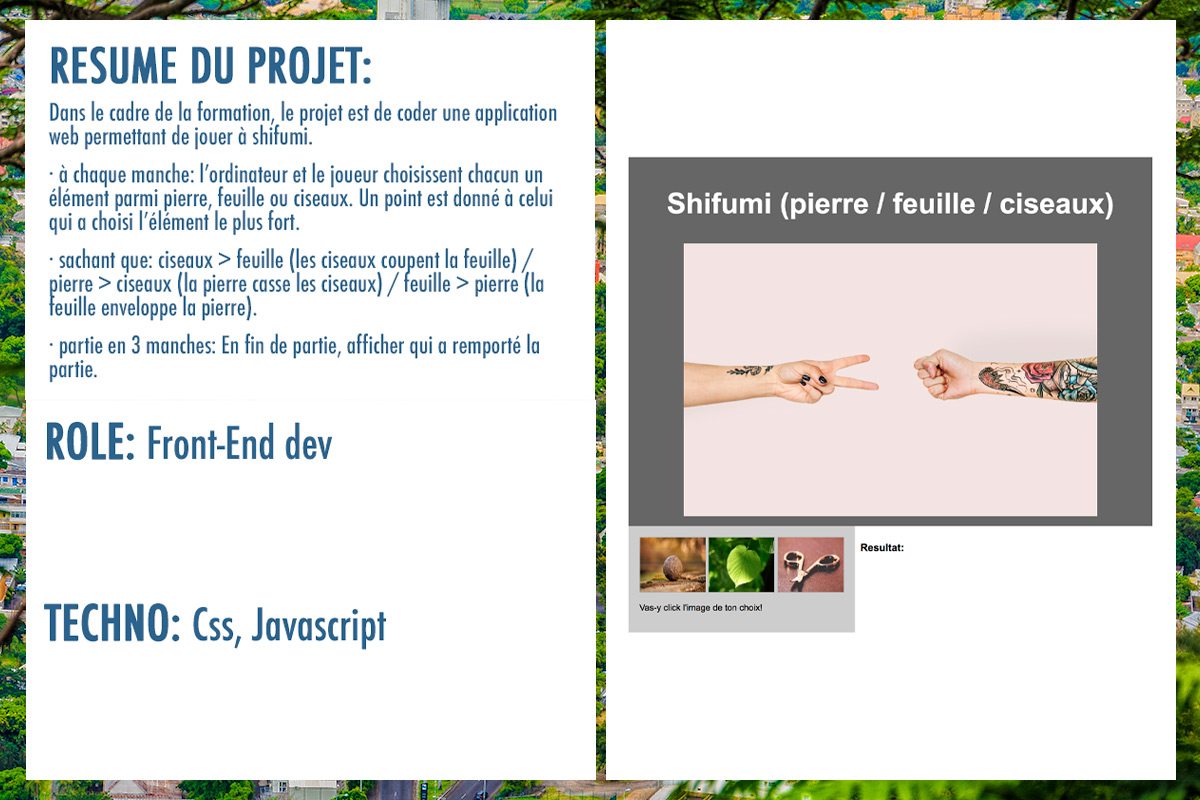 RESUME DU PROJET:
Dans le cadre de la formation, le projet est de coder une application
web permettant de jouer à shifumi.
· à chaque manche: l’ordinateur et le joueur choisissent chacun un
élément parmi pierre, feuille ou ciseaux. Un point est donné à celui
qui a choisi l’élément le plus fort.
· sachant que: ciseaux > feuille (les ciseaux coupent la feuille) /
pierre > ciseaux (la pierre casse les ciseaux) / feuille > pierre (la
feuille enveloppe la pierre).
· partie en 3 manches: En fin de partie, afficher qui a remporté la
partie.
ROLE: Front-End dev
TECHNO: Css, Javascript
Shifumi (pierre / feuille / ciseaux)
Resultat:
Vas-y click l'image de ton choix!